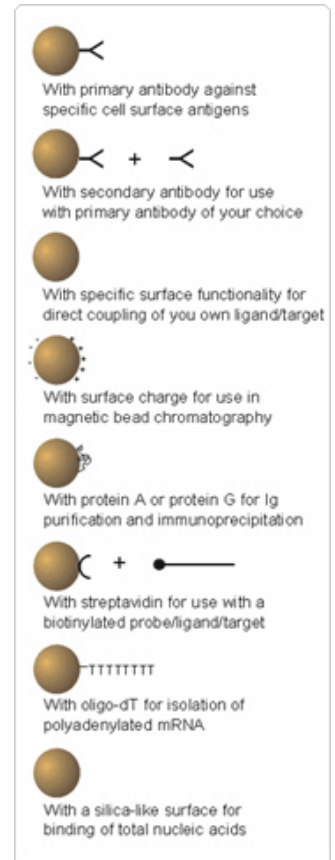 With primary antibody against
specific cell surface antigens
+
With secondary antibody for use
with primary antibody of your choice
With specific surface functionality for
direct coupling of you own ligand/target
With surface charge for use in
magnetic bead chromatography
With protein A or protein G for Ig
purification and immunoprecipitation
+
With streptavidin for use with a
biotinylated probe/ligand/target
TTTTTTTT
With oligo-dT for isolation of
polyadenylated mRNA
With a silica-like surface for
binding of total nucleic acids